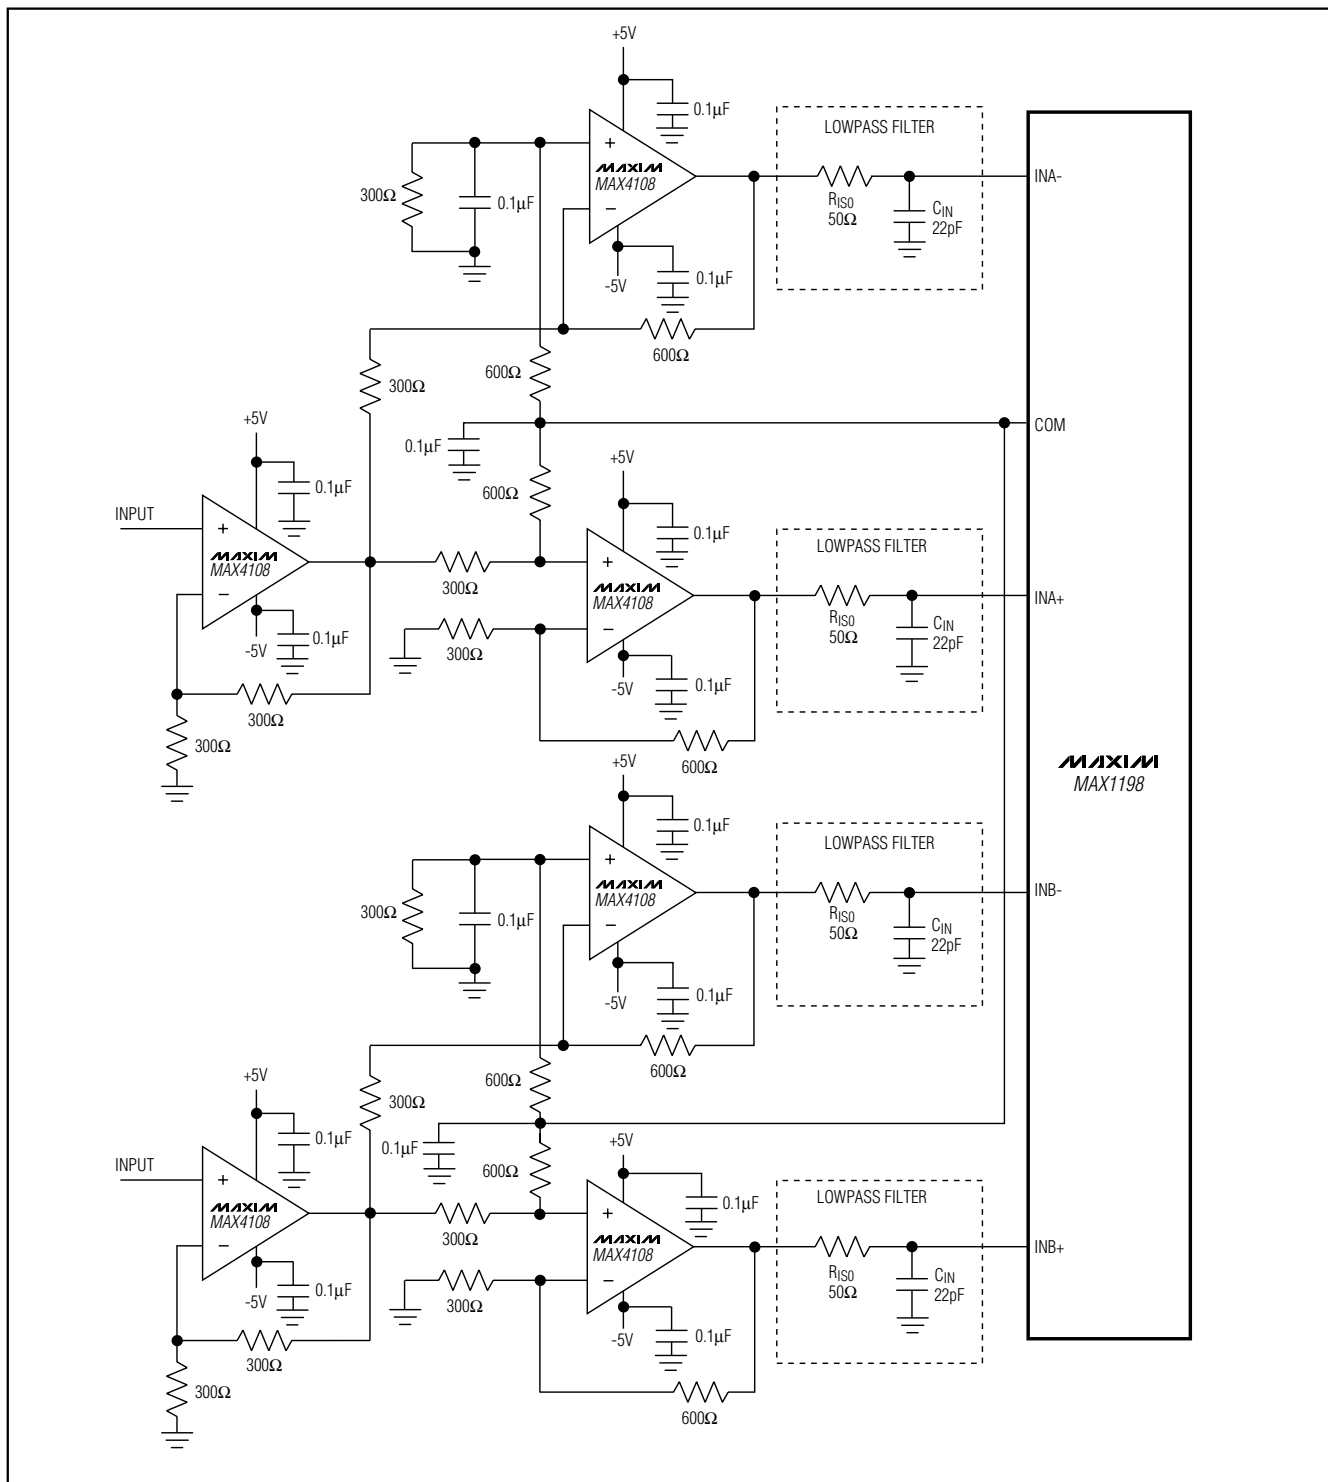 +5V
0.1µF
LOWPASS FILTER
+
MAXIM
MAX4108
INA-
300Ω
0.1µF
RISO
50Ω
CIN
22pF
−
-5V
0.1µF
600Ω
600Ω
300Ω
+5V
0.1µF
COM
+5V
0.1µF
600Ω
0.1µF
INPUT
+
LOWPASS FILTER
MAXIM
MAX4108
+
MAXIM
MAX4108
INA+
300Ω
RISO
50Ω
CIN
22pF
−
-5V
0.1µF
300Ω
−
-5V
0.1µF
300Ω
300Ω
600Ω
+5V
MAXIM
MAX1198
0.1µF
LOWPASS FILTER
+
MAXIM
MAX4108
INB-
300Ω
0.1µF
RISO
50Ω
CIN
22pF
−
-5V
0.1µF
600Ω
600Ω
300Ω
+5V
0.1µF
0.1µF
+5V
600Ω
INPUT
+
0.1µF
LOWPASS FILTER
MAXIM
MAX4108
+
MAXIM
MAX4108
INB+
300Ω
RISO
50Ω
CIN
22pF
−
-5V
0.1µF
300Ω
−
-5V
0.1µF
300Ω
300Ω
600Ω